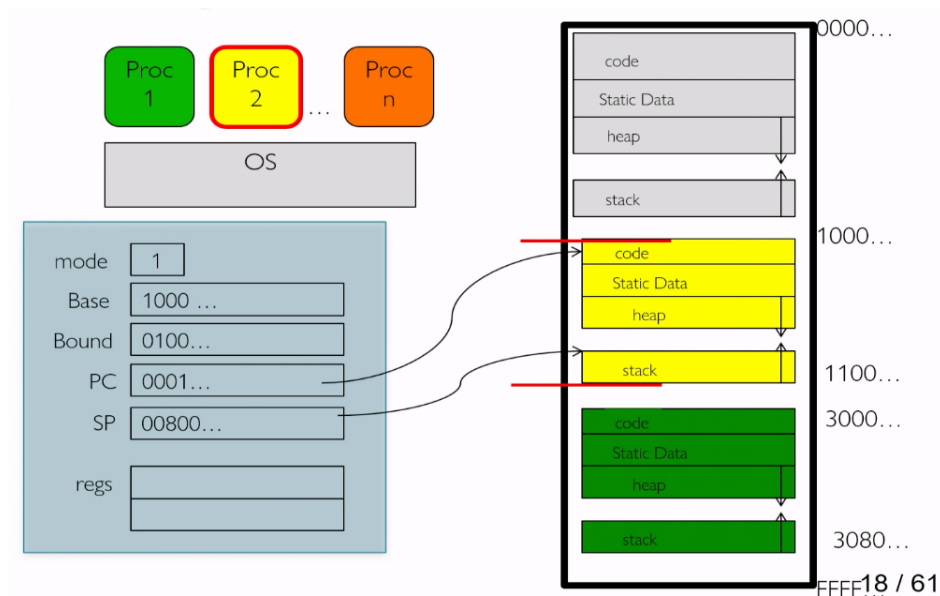 Proc
1
Proc
2
...
Proc
n
OS
mode
1
Base
1000 ...
Bound
0100...
PC
0001...
SP
00800...
regs
0000...
code
Static Data
heap
stack
1000...
code
Static Data
heap
stack
1100...
3000...
code
Static Data
heap
stack
3080...
FFFF...
18 / 61